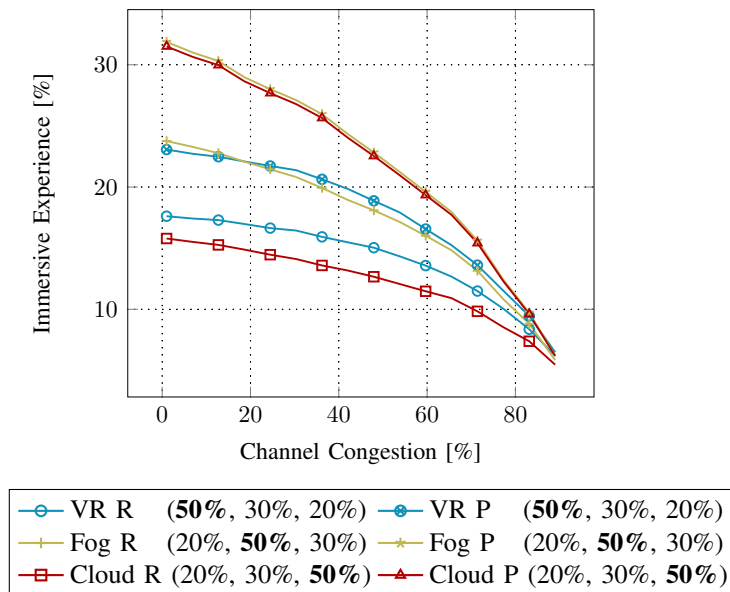 30
20
10
0 20 40 60 80
Immersive Experience [%]
Channel Congestion [%]
VR R (50%, 30%, 20%) VR P (50%, 30%, 20%)
Fog R (20%, 50%, 30%) Fog P (20%, 50%, 30%)
Cloud R (20%, 30%, 50%) Cloud P (20%, 30%, 50%)